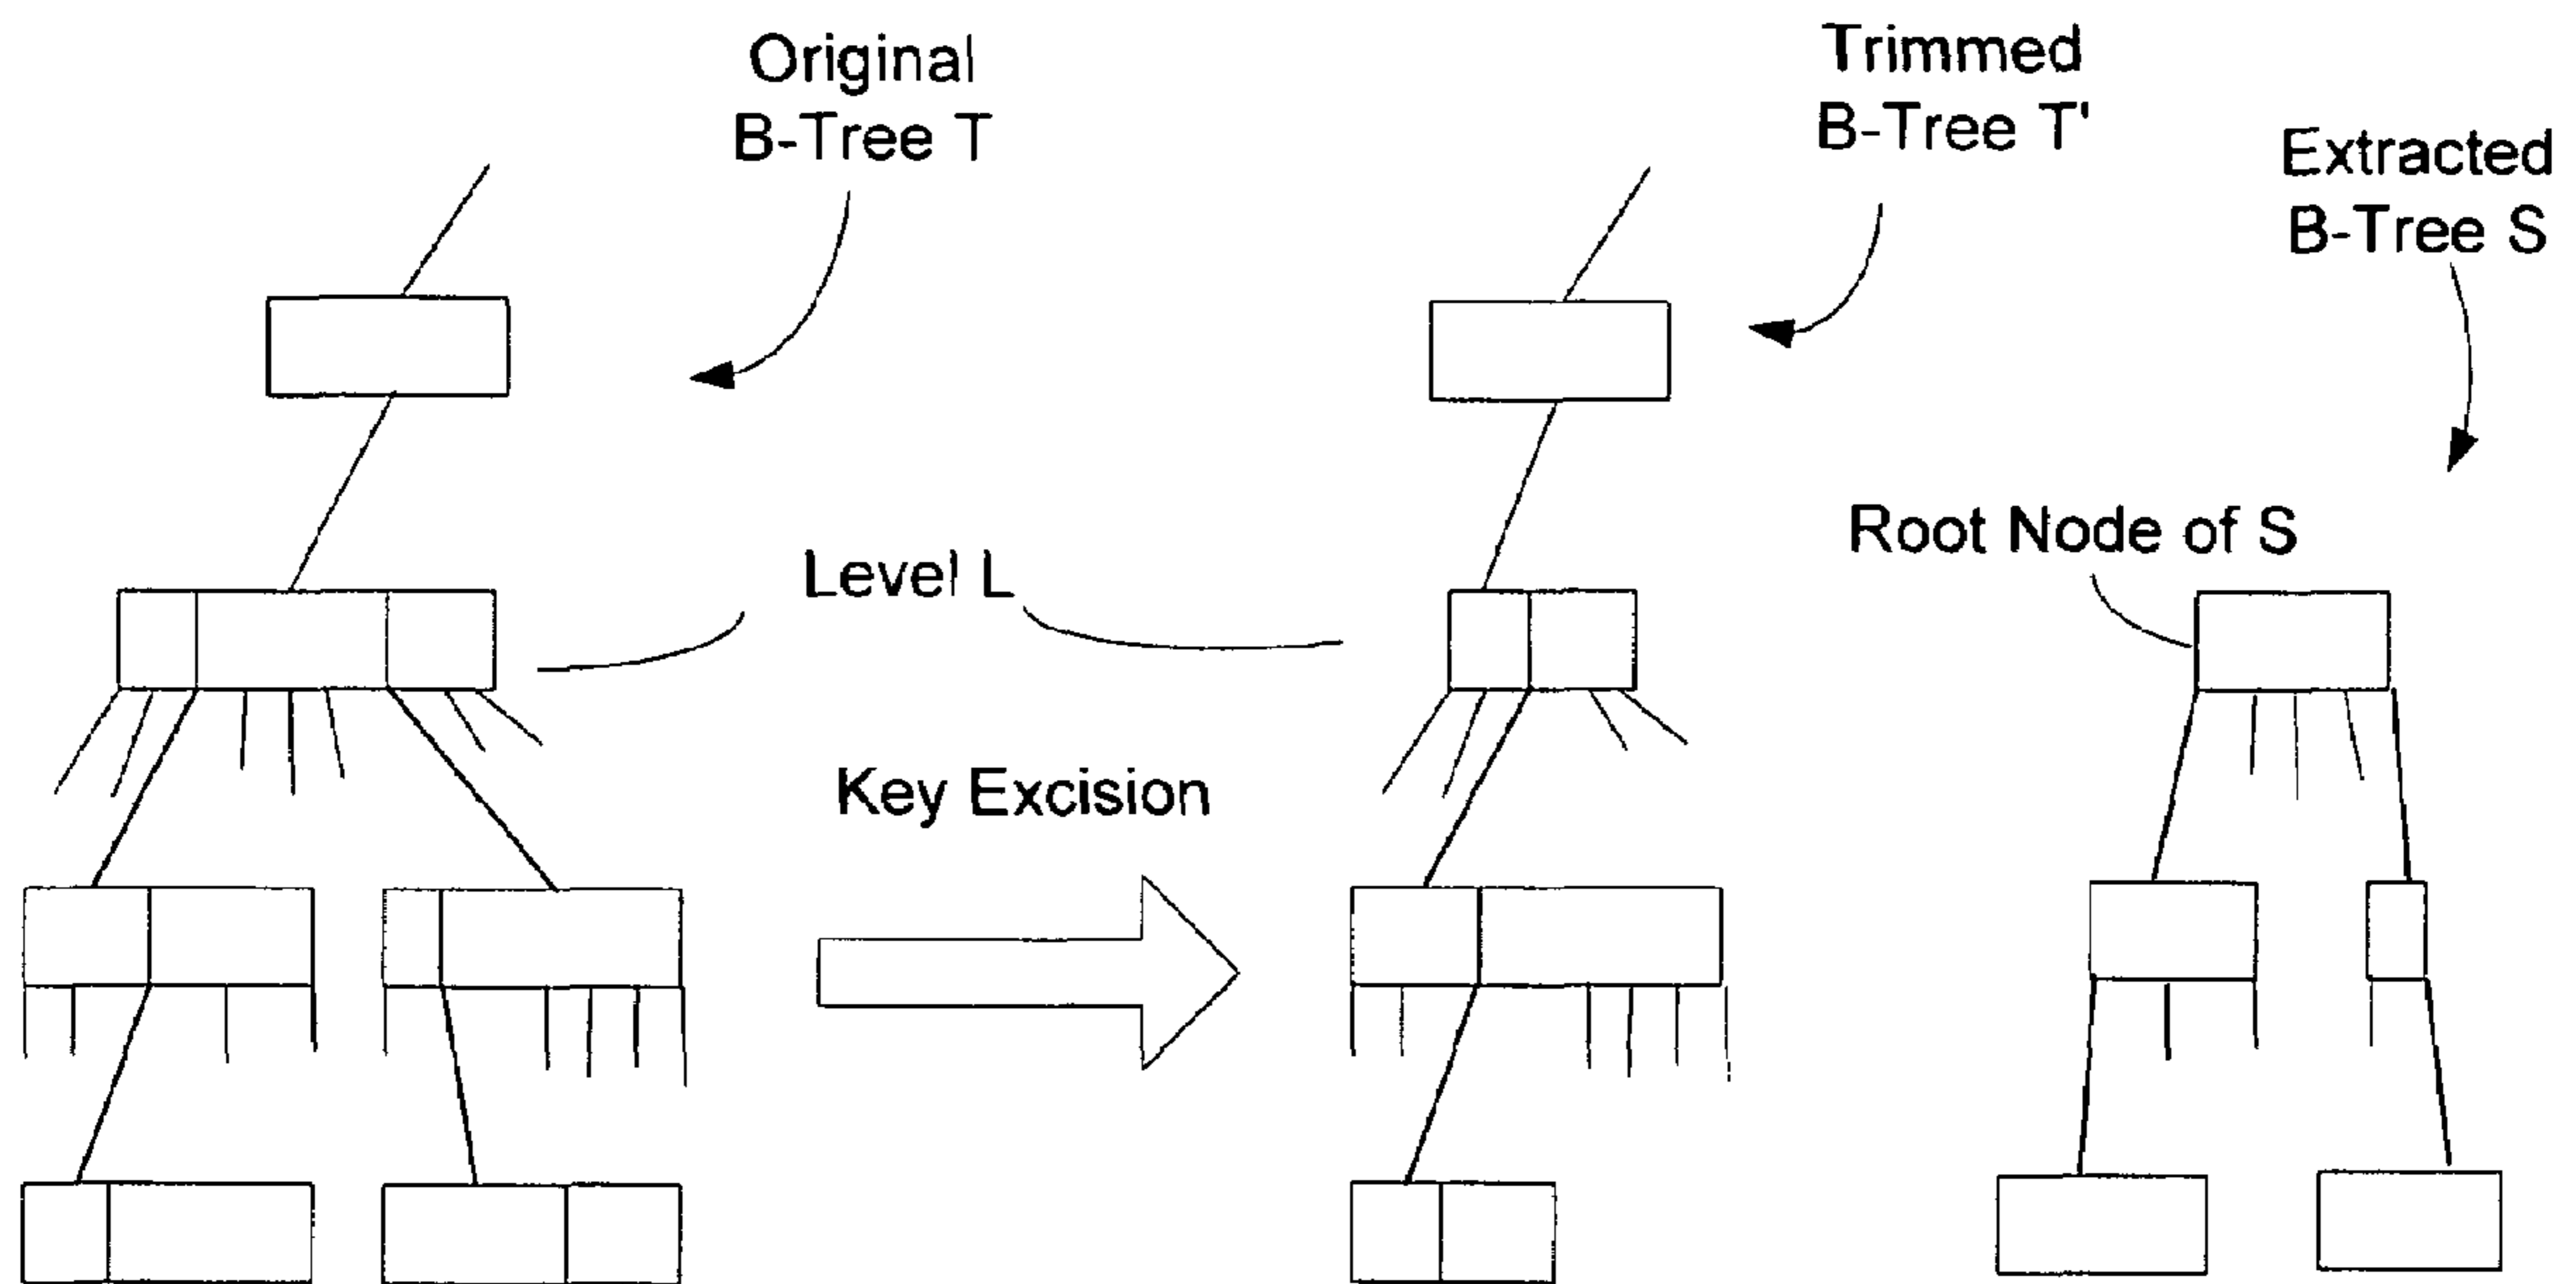 Original
B-Tree T
Trimmed
B-Tree T'
Extracted
B-Tree S
Level L
Root Node of S
Key Excision